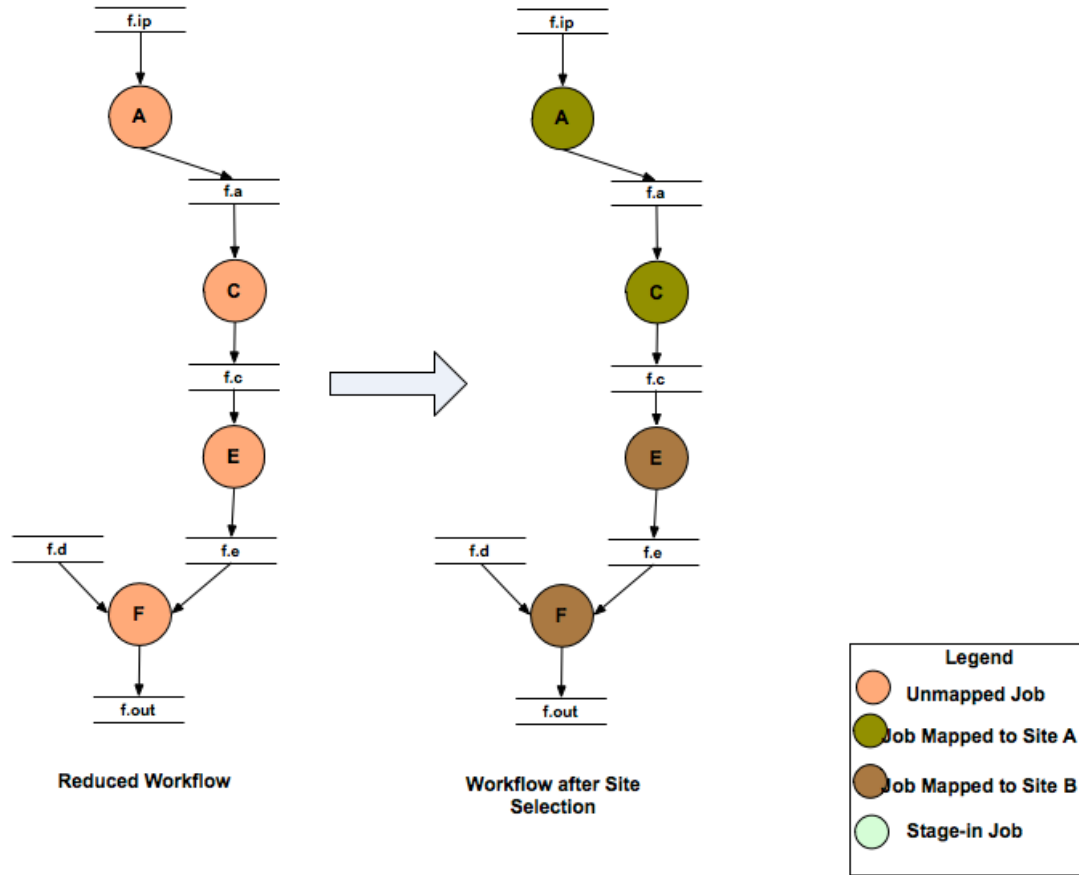 f.ip
A
f.a
C
f.c
E
f.d
f.e
F
f.out
Reduced Workflow
f.ip
A
f.a
C
f.c
E
f.d
f.e
F
f.out
Workflow after Site
Selection
Legend
Unmapped Job
Job Mapped to Site A
Job Mapped to Site B
Stage-in Job